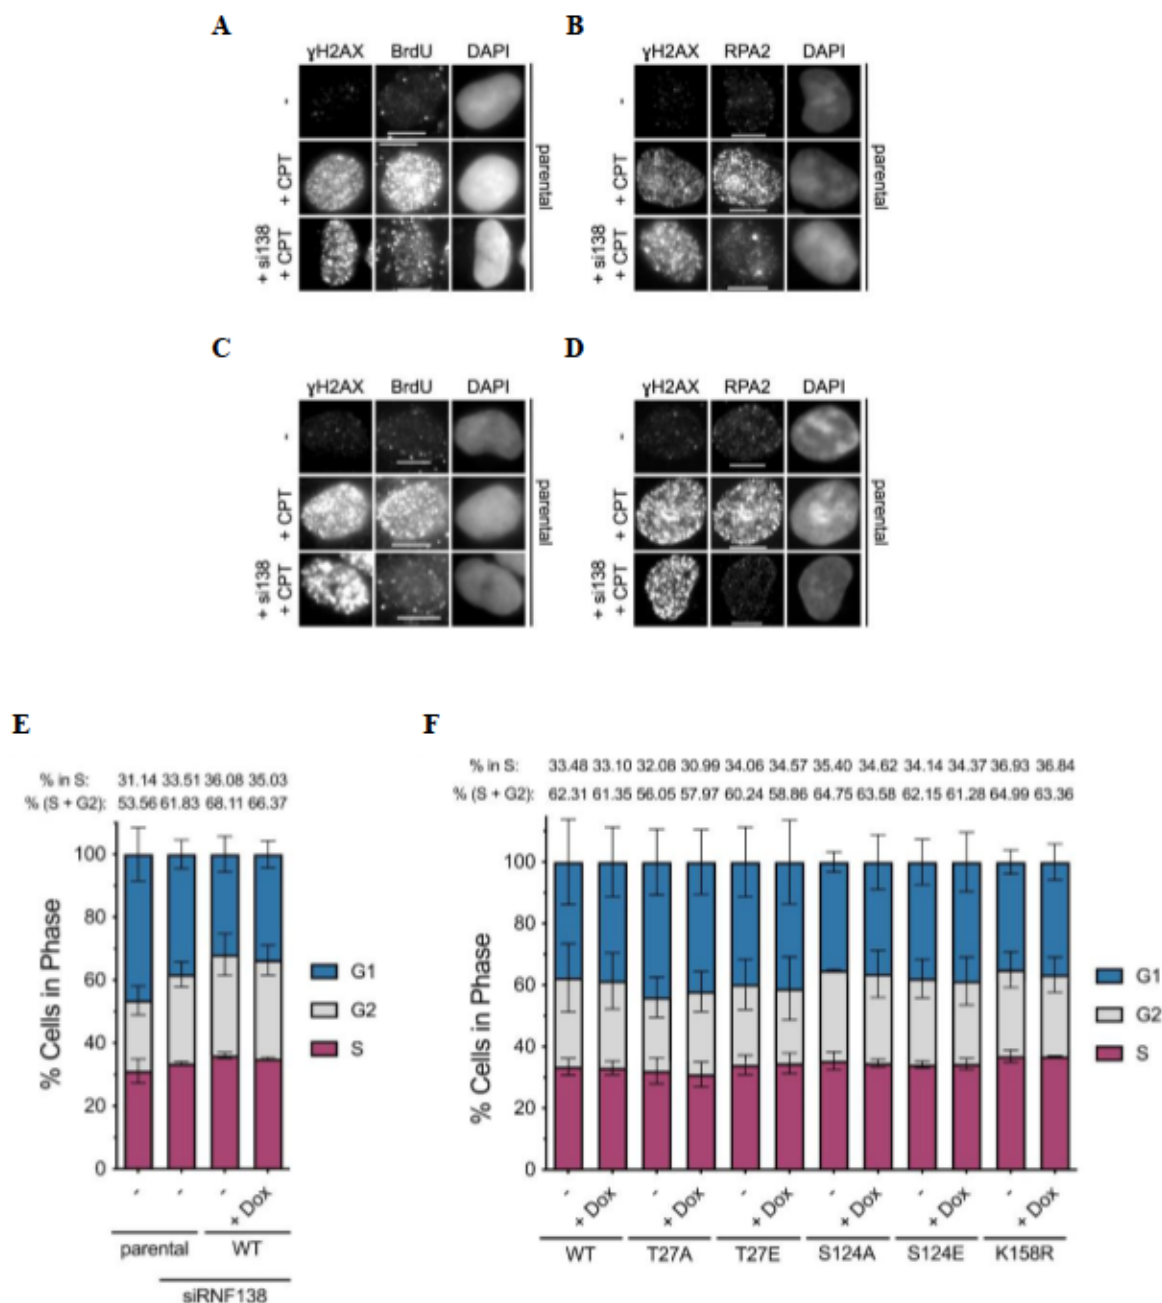 A
γH2AX BrdU DAPI
-
+ CPT
+ si138
+ CPT
parental
B
γH2AX RPA2 DAPI
-
+ CPT
+ si138
+ CPT
parental
C
γH2AX BrdU DAPI
-
+ CPT
+ si138
+ CPT
parental
D
γH2AX RPA2 DAPI
-
+ CPT
+ si138
+ CPT
parental
E
% in S: 31.14 33.51 36.08 35.03
% (S + G2): 53.56 61.83 68.11 66.37
% Cells in Phase
100
80
60
40
20
0
G1
G2
S
- - - + Dox
parental WT
siRNF138
F
% in S: 33.48 33.10 32.08 30.99 34.06 34.57 35.40 34.62 34.14 34.37 36.93 36.84
% (S + G2): 62.31 61.35 56.05 57.97 60.24 58.86 64.75 63.58 62.15 61.28 64.99 63.36
% Cells in Phase
100
80
60
40
20
0
G1
G2
S
- + Dox - + Dox - + Dox - + Dox - + Dox - + Dox
WT T27A T27E S124A S124E K158R